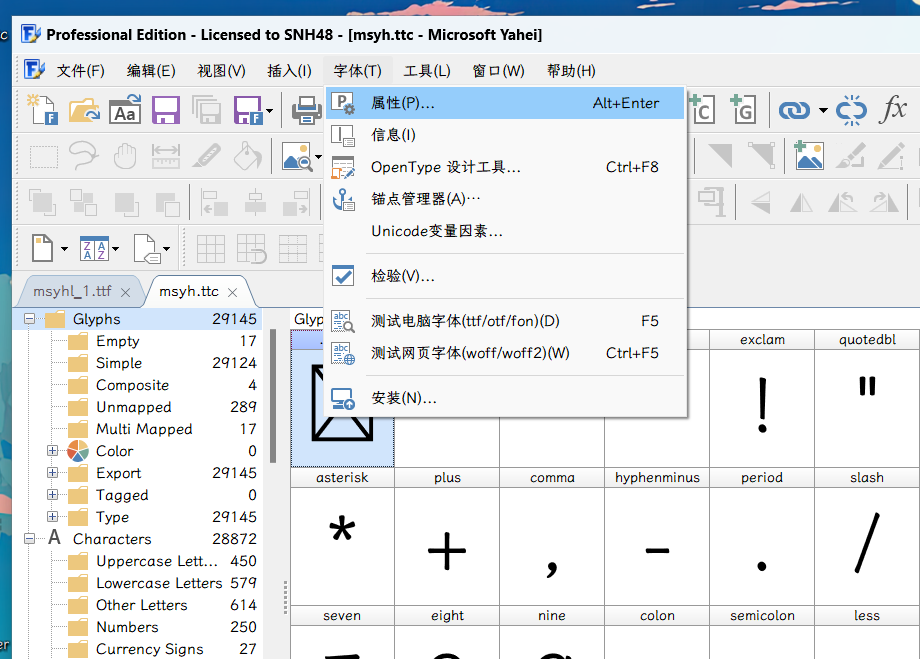 c
Professional Edition - Licensed to SNH48 - [msyh.ttc - Microsoft Yahei]
文件(F) 编辑(E) 视图(V) 插入(I) 字体(T) 工具(L) 窗口(W) 帮助(H)
属性(P)... Alt+Enter
信息(I)
OpenType 设计工具... Ctrl+F8
锚点管理器(A)...
Unicode变量因素...
检验(V)...
测试电脑字体(ttf/otf/fon)(D) F5
测试网页字体(woff/woff2)(W) Ctrl+F5
安装(N)...
msyhl_1.ttf × msyh.ttc ×
Glyphs 29145
Empty 17
Simple 29124
Composite 4
Unmapped 289
Multi Mapped 17
Color 0
Export 29145
Tagged 0
Type 29145
Characters 28872
Uppercase Lett... 450
Lowercase Letters 579
Other Letters 614
Numbers 250
Currency Signs 27
Glyp
exclam quotedbl
! "
asterisk plus comma hyphenminus period slash
* + , - . /
seven eight nine colon semicolon less
er